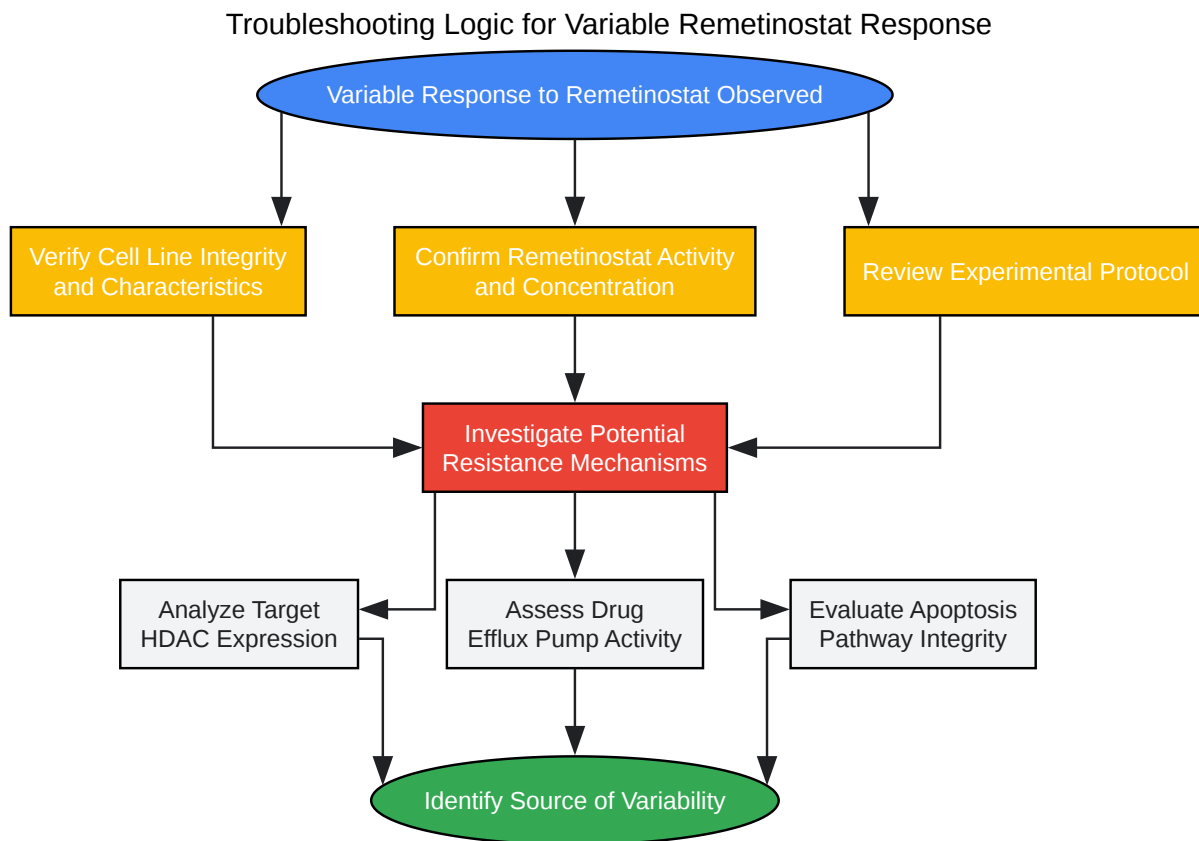 Troubleshooting Logic for Variable Remetinostat Response
Variable Response to Remetinostat Observed
Verify Cell Line Integrity
and Characteristics
Confirm Remetinostat Activity
and Concentration
Review Experimental Protocol
Investigate Potential
Resistance Mechanisms
Analyze Target
HDAC Expression
Assess Drug
Efflux Pump Activity
Evaluate Apoptosis
Pathway Integrity
Identify Source of Variability